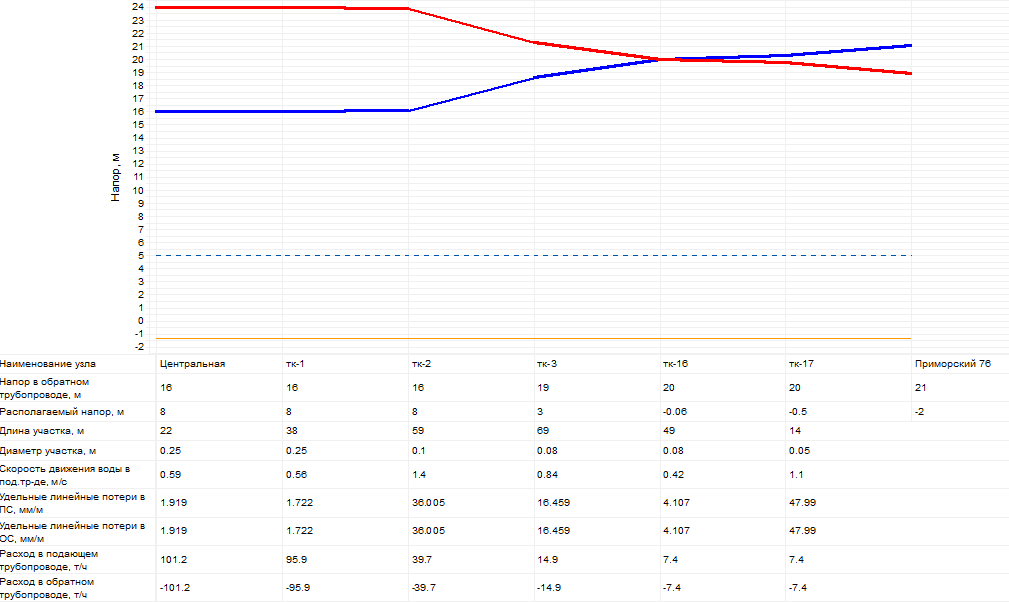 24
23
22
21
20
19
18
17
16
15
14
13
12
11
10
9
8
7
6
5
4
3
2
1
0
-1
-2
Напор, м
Наименование узла Центральная тк-1 тк-2 тк-3 тк-16 тк-17 Приморский 76
Напор в обратном
трубопроводе, м 16 16 16 19 20 20 21
Располагаемый напор, м 8 8 8 3 -0.06 -0.5 -2
Длина участка, м 22 38 59 69 49 14
Диаметр участка, м 0.25 0.25 0.1 0.08 0.08 0.05
Скорость движения воды в
под.тр-де, м/с 0.59 0.56 1.4 0.84 0.42 1.1
Удельные линейные потери в
ПС, мм/м 1.919 1.722 36.005 16.459 4.107 47.99
Удельные линейные потери в
ОС, мм/м 1.919 1.722 36.005 16.459 4.107 47.99
Расход в подающем
трубопроводе, т/ч 101.2 95.9 39.7 14.9 7.4 7.4
Расход в обратном
трубопроводе, т/ч -101.2 -95.9 -39.7 -14.9 -7.4 -7.4